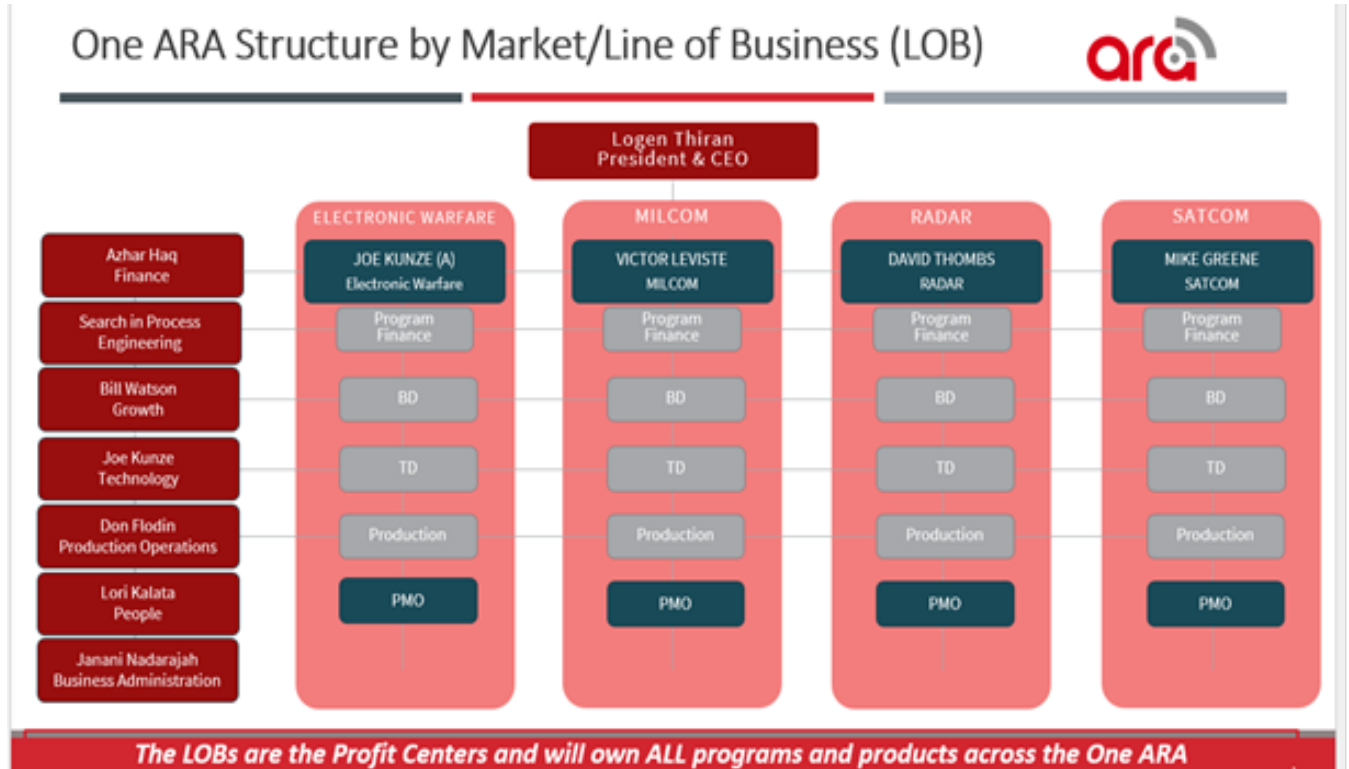 One ARA Structure by Market/Line of Business (LOB)
ara
Logen Thiran
President & CEO
Azhar Haq
Finance
Search in Process
Engineering
Bill Watson
Growth
Joe Kunze
Technology
Don Flodin
Production Operations
Lori Kalata
People
Janani Nadarajah
Business Administration
ELECTRONIC WARFARE
JOE KUNZE (A)
Electronic Warfare
Program
Finance
BD
TD
Production
PMO
MILCOM
VICTOR LEVISTE
MILCOM
Program
Finance
BD
TD
Production
PMO
RADAR
DAVID THOMBS
RADAR
Program
Finance
BD
TD
Production
PMO
SATCOM
MIKE GREENE
SATCOM
Program
Finance
BD
TD
Production
PMO
The LOBs are the Profit Centers and will own ALL programs and products across the One ARA